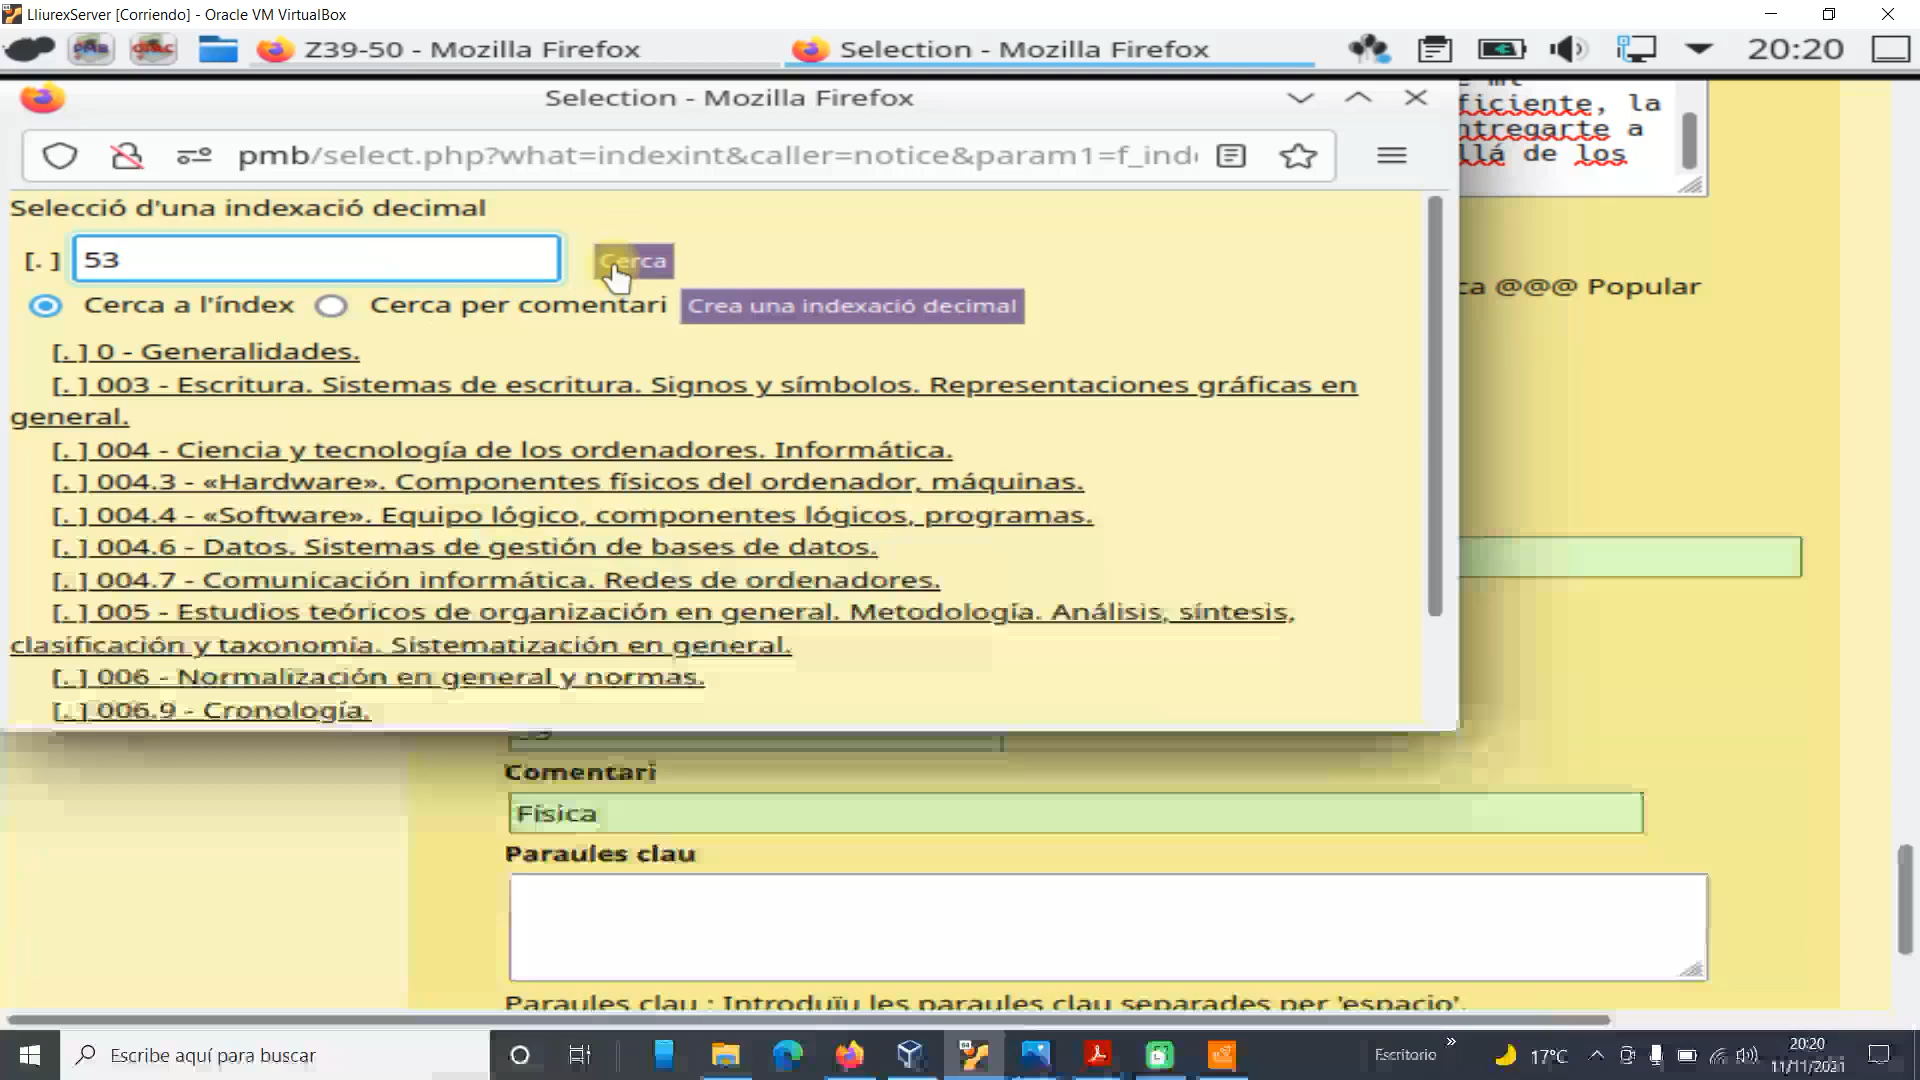 LliurexServer [Corriendo] - Oracle VM VirtualBox
PMB OPAC Z39-50 - Mozilla Firefox Selection - Mozilla Firefox 20:20
Selection - Mozilla Firefox
pmb/select.php?what=indexint&caller=notice&param1=f_ind
ficiente, la
ntregarte a
llá de los
Selecció d'una indexació decimal
[. ] 53 Cerca
Cerca a l'índex Cerca per comentari Crea una indexació decimal
ca @@@ Popular
[. ] 0 - Generalidades.
[. ] 003 - Escritura. Sistemas de escritura. Signos y símbolos. Representaciones gráficas en
general.
[. ] 004 - Ciencia y tecnología de los ordenadores. Informática.
[. ] 004.3 - «Hardware». Componentes físicos del ordenador, máquinas.
[. ] 004.4 - «Software». Equipo lógico, componentes lógicos, programas.
[. ] 004.6 - Datos. Sistemas de gestión de bases de datos.
[. ] 004.7 - Comunicación informática. Redes de ordenadores.
[. ] 005 - Estudios teóricos de organización en general. Metodología. Análisis, síntesis,
clasificación y taxonomía. Sistematización en general.
[. ] 006 - Normalización en general y normas.
[. ] 006.9 - Cronología.
Comentari
Física
Paraules clau
Paraules clau : Introduïu les paraules clau separades per 'espacio'.
Escribe aquí para buscar
Escritorio
17°C
20:20
11/11/2021